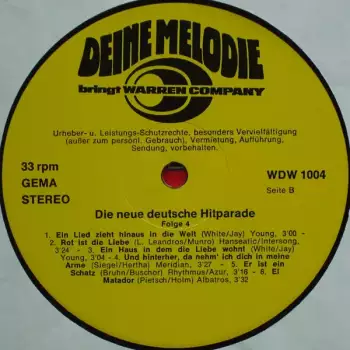 DEINE MELODIE
bringt WARREN COMPANY
Urheber- u. Leistungs-Schutzrechte, besonders Vervielfältigung
(außer zum persönl. Gebrauch), Vermietung, Aufführung,
Sendung, vorbehalten.
33 rpm
GEMA
STEREO
WDW 1004
Seite B
Die neue deutsche Hitparade
Folge 4
1. Ein Lied zieht hinaus in die Welt (White/Jay) Young, 3:00 -
2. Rot ist die Liebe (L. Leandros/Munro) Hanseatic/Intersong,
3:24 - 3. Ein Haus in dem die Liebe wohnt (White/Jay)
Young, 3:04 - 4. Und hinterher, da nehm' ich dich in meine
Arme (Siegel/Hertha) Meridian, 3:27 - 5. Er ist ein
Schatz (Bruhn/Buschor) Rhythmus/Azur, 3:16 - 6. El
Matador (Pietsch/Holm) Albatros, 3:32